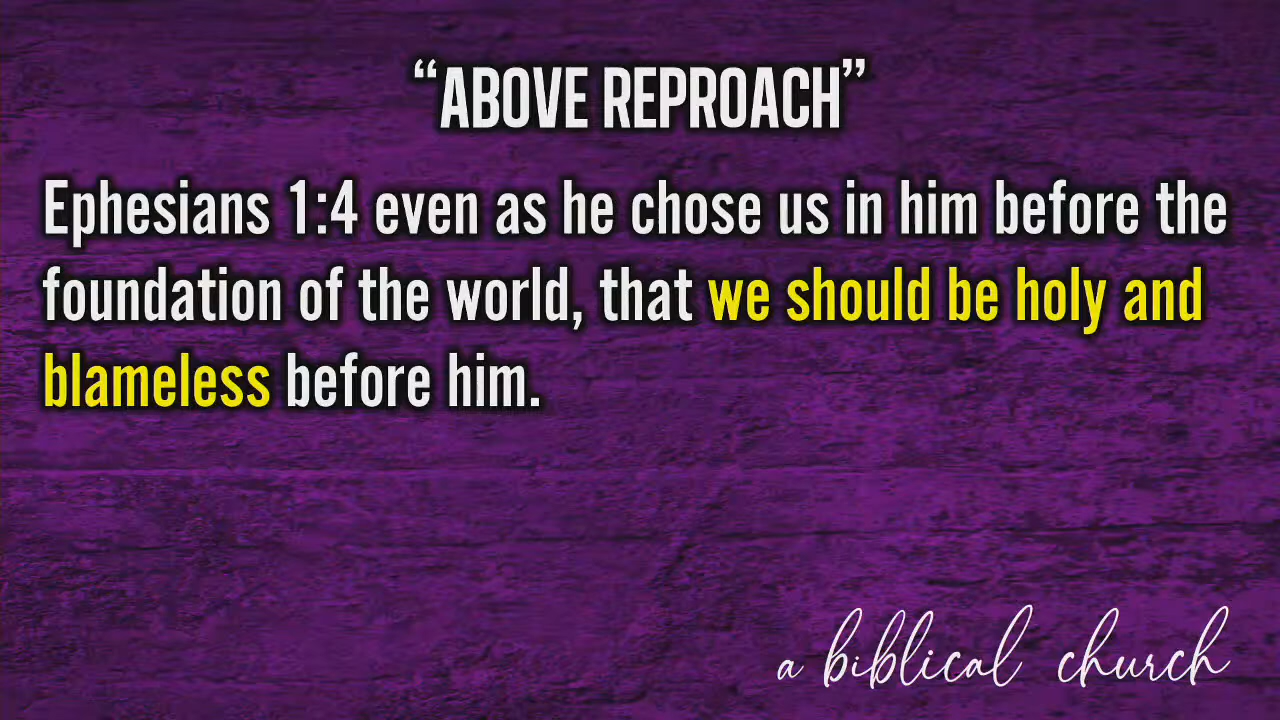 “ABOVE REPROACH”
Ephesians 1:4 even as he chose us in him before the
foundation of the world, that we should be holy and
blameless before him.
a biblical church